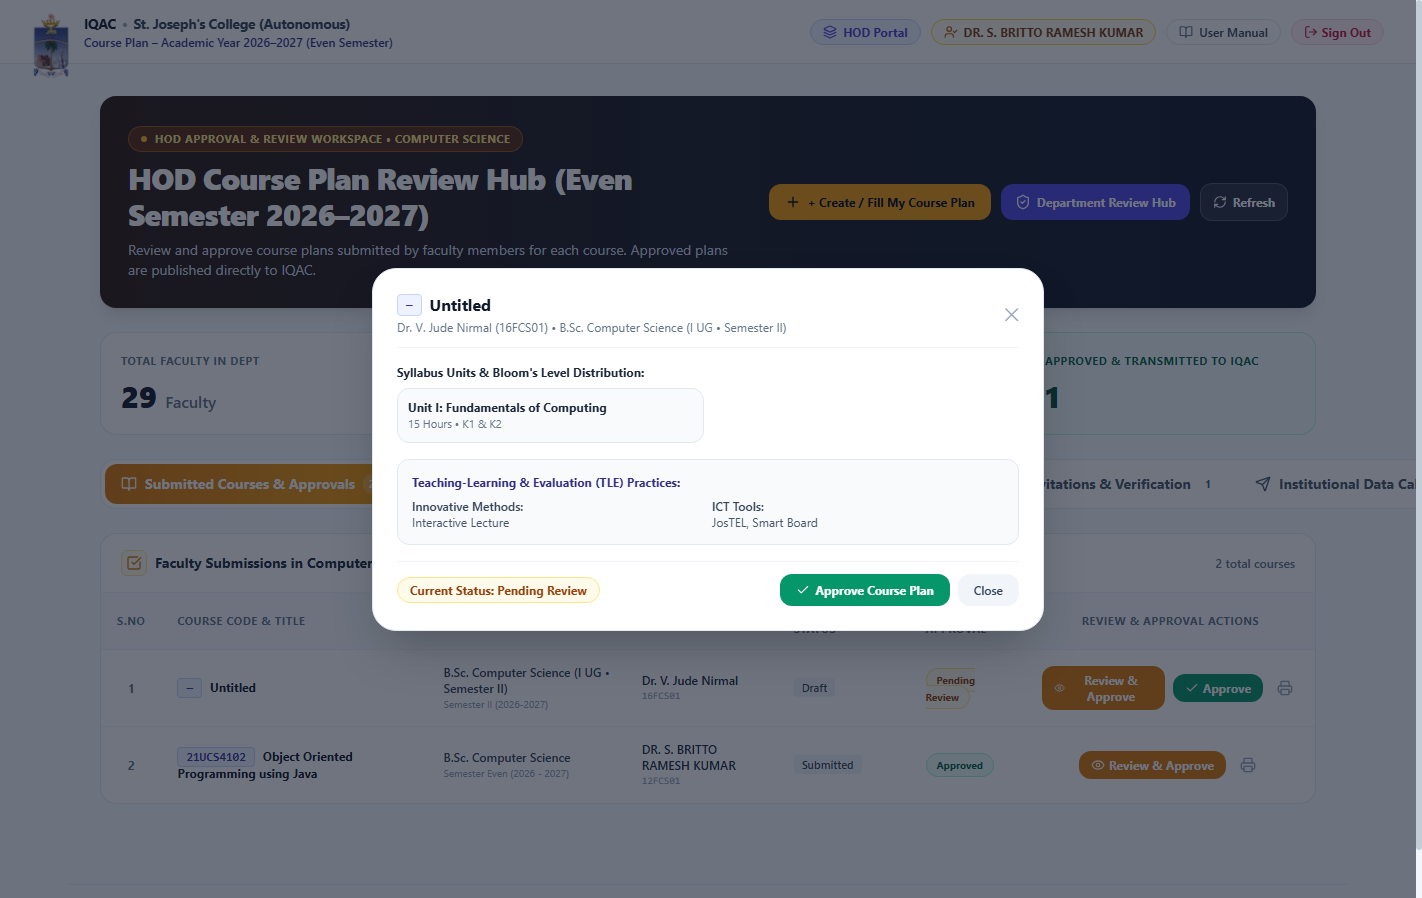 IQAC • St. Joseph's College (Autonomous)
Course Plan – Academic Year 2026–2027 (Even Semester)
HOD Portal
DR. S. BRITTO RAMESH KUMAR
User Manual
Sign Out
HOD APPROVAL & REVIEW WORKSPACE • COMPUTER SCIENCE
HOD Course Plan Review Hub (Even
Semester 2026–2027)
Review and approve course plans submitted by faculty members for each course. Approved plans
are published directly to IQAC.
+ Create / Fill My Course Plan
Department Review Hub
Refresh
– Untitled
Dr. V. Jude Nirmal (16FCS01) • B.Sc. Computer Science (I UG • Semester II)
Syllabus Units & Bloom's Level Distribution:
Unit I: Fundamentals of Computing
15 Hours • K1 & K2
Teaching-Learning & Evaluation (TLE) Practices:
Innovative Methods:
Interactive Lecture
ICT Tools:
JosTEL, Smart Board
Current Status: Pending Review
Approve Course Plan
Close
TOTAL FACULTY IN DEPT
29 Faculty
APPROVED & TRANSMITTED TO IQAC
1
Submitted Courses & Approvals
& Verification 1
Institutional Data
Faculty Submissions in
2 total courses
S.NO
COURSE CODE & TITLE
REVIEW & APPROVAL ACTIONS
1
– Untitled
B.Sc. Computer Science (I UG •
Semester II)
Semester II (2026-2027)
Dr. V. Jude Nirmal
16FCS01
Draft
Pending
Review
Review &
Approve
Approve
2
21UCS4102 Object Oriented
Programming using Java
B.Sc. Computer Science
Semester Even (2026 - 2027)
DR. S. BRITTO
RAMESH KUMAR
12FCS01
Submitted
Approved
Review & Approve